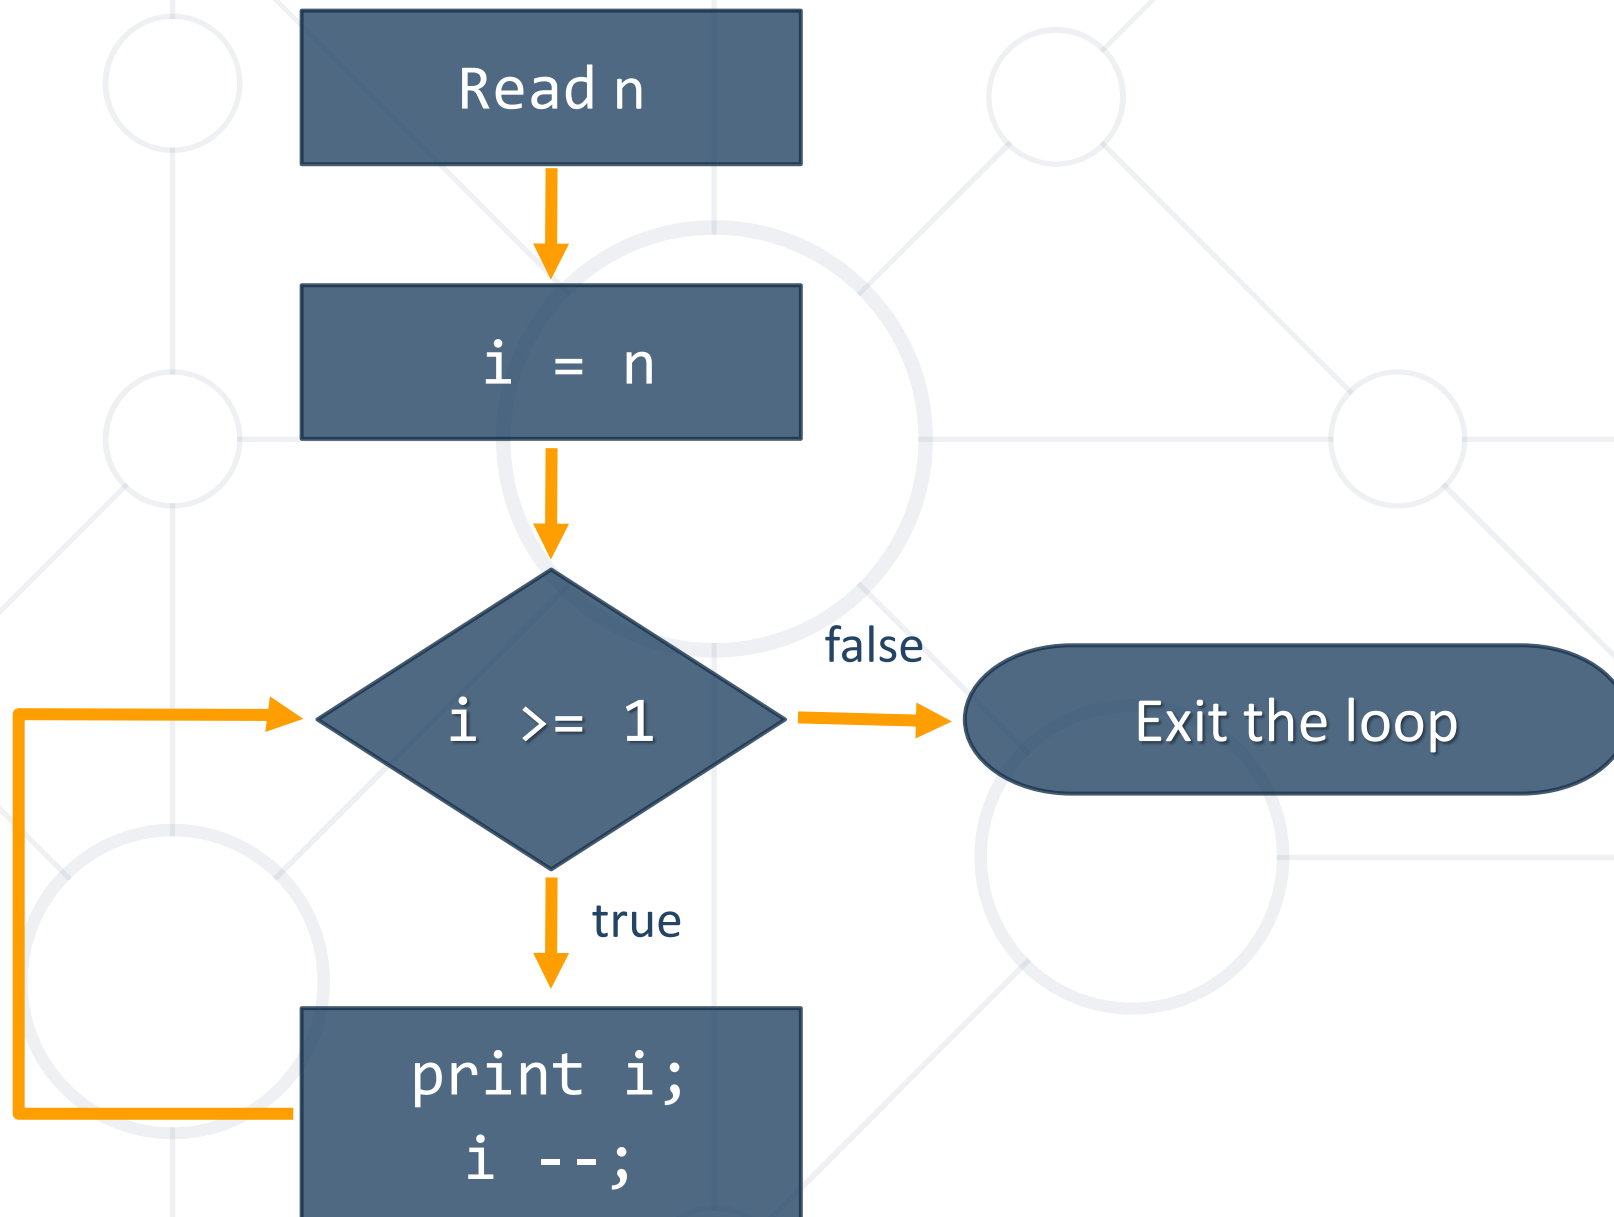 Read n
i = n
i >= 1
false
Exit the loop
true
print i;
i --;